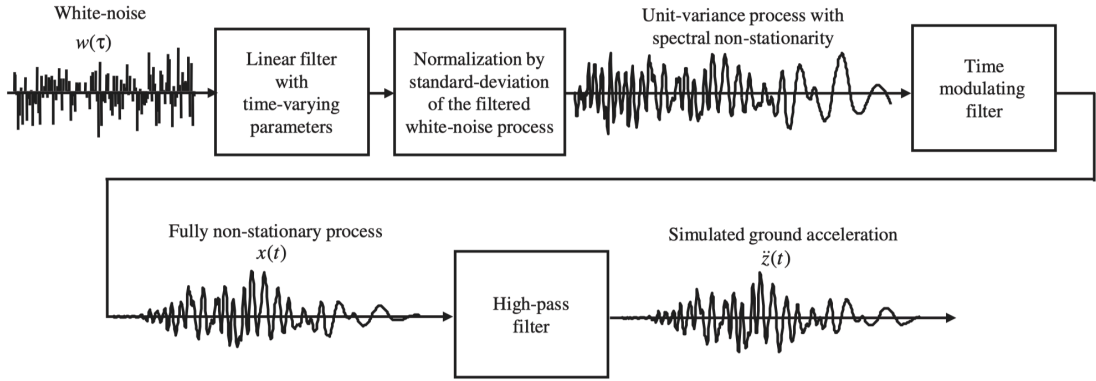 White-noise
w(τ)
Linear filter
with
time-varying
parameters
Normalization by
standard-deviation
of the filtered
white-noise process
Unit-variance process with
spectral non-stationarity
Time
modulating
filter
Fully non-stationary process
x(t)
High-pass
filter
Simulated ground acceleration
z̈(t)